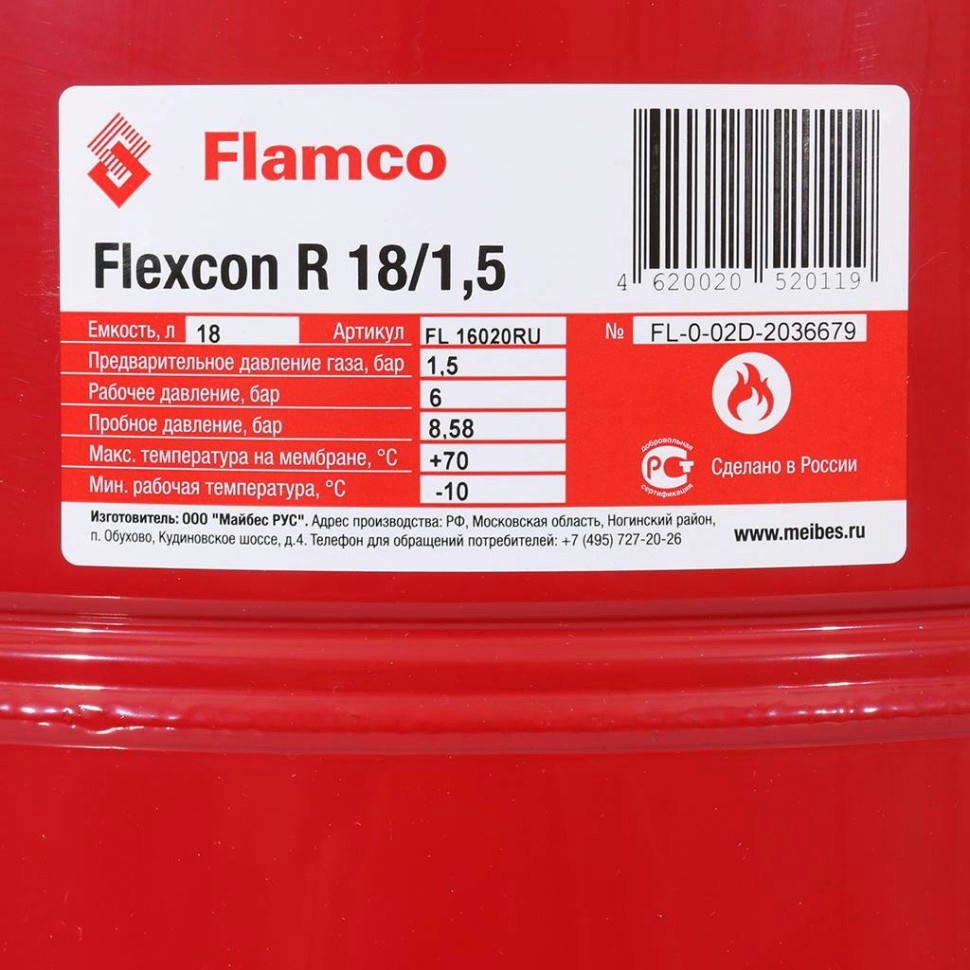 Flamco
Flexcon R 18/1,5
4 620020 520119
Емкость, л 18 Артикул FL 16020RU № FL-0-02D-2036679
Предварительное давление газа, бар 1,5
Рабочее давление, бар 6
Пробное давление, бар 8,58
Макс. температура на мембране, °C +70
Мин. рабочая температура, °C -10
добровольная
РСТ
сертификация
Сделано в России
Изготовитель: ООО "Майбес РУС". Адрес производства: РФ, Московская область, Ногинский район,
п. Обухово, Кудиновское шоссе, д.4. Телефон для обращений потребителей: +7 (495) 727-20-26
www.meibes.ru